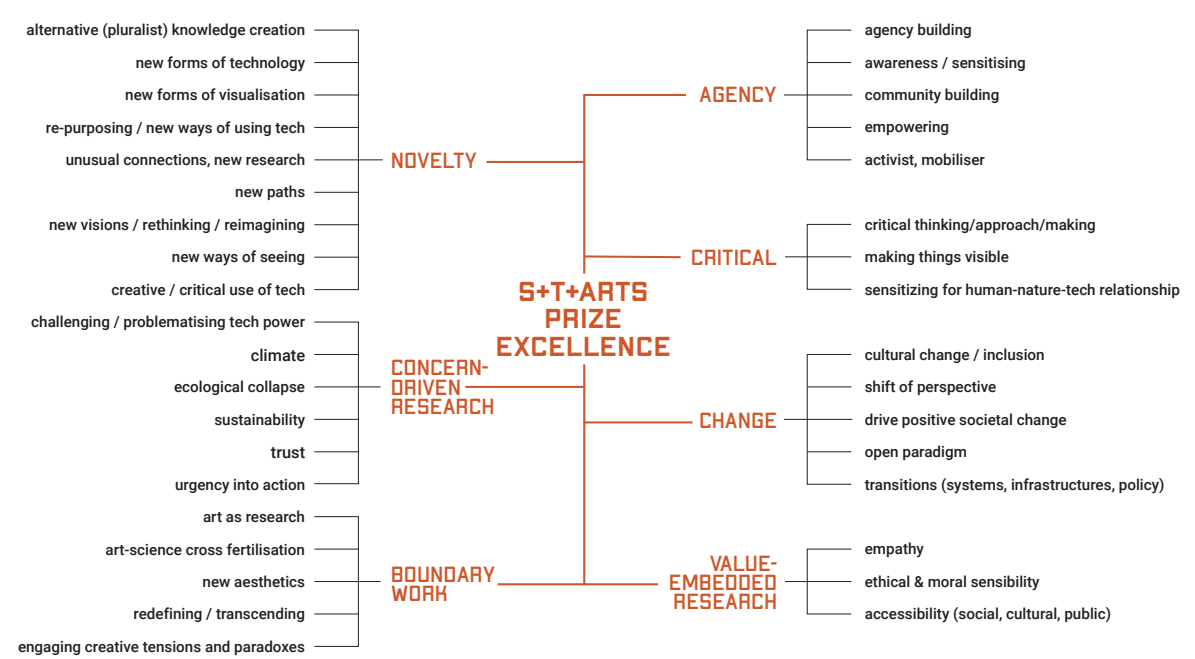 alternative (pluralist) knowledge creation
new forms of technology
new forms of visualisation
re-purposing / new ways of using tech
unusual connections, new research
new paths
new visions / rethinking / reimagining
new ways of seeing
creative / critical use of tech
NOVELTY
challenging / problematising tech power
climate
ecological collapse
sustainability
trust
urgency into action
CONCERN-
DRIVEN
RESEARCH
art as research
art-science cross fertilisation
new aesthetics
redefining / transcending
engaging creative tensions and paradoxes
BOUNDARY
WORK
S+T+ARTS
PRIZE
EXCELLENCE
AGENCY
agency building
awareness / sensitising
community building
empowering
activist, mobiliser
CRITICAL
critical thinking/approach/making
making things visible
sensitizing for human-nature-tech relationship
CHANGE
cultural change / inclusion
shift of perspective
drive positive societal change
open paradigm
transitions (systems, infrastructures, policy)
VALUE-
EMBEDDED
RESEARCH
empathy
ethical & moral sensibility
accessibility (social, cultural, public)